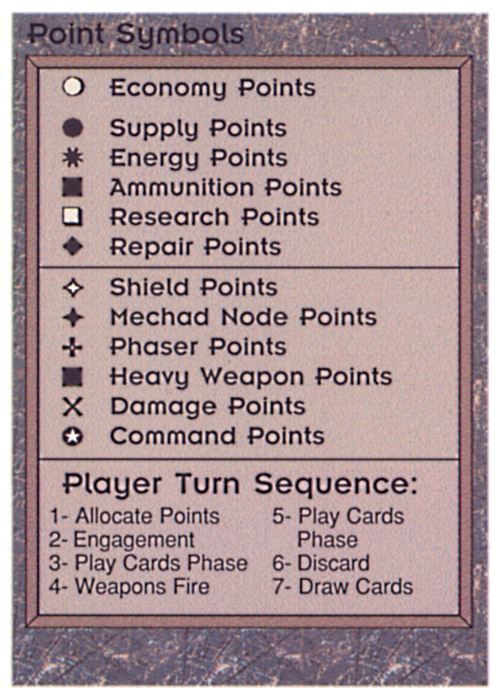 Point Symbols
Economy Points
Supply Points
Energy Points
Ammunition Points
Research Points
Repair Points
Shield Points
Mechad Node Points
Phaser Points
Heavy Weapon Points
Damage Points
Command Points
Player Turn Sequence:
1- Allocate Points
2- Engagement
3- Play Cards Phase
4- Weapons Fire
5- Play Cards
Phase
6- Discard
7- Draw Cards